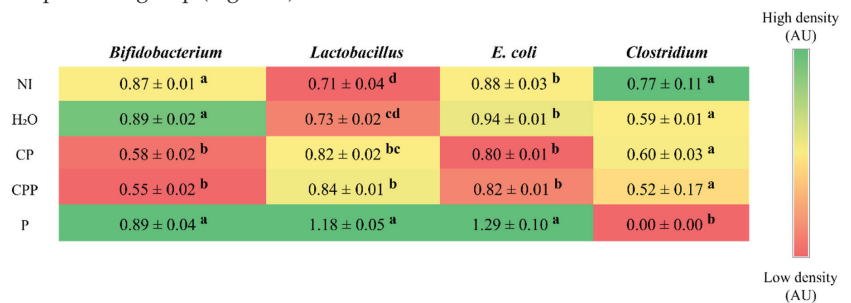 High density
(AU)
Bifidobacterium Lactobacillus E. coli Clostridium
NI 0.87 ± 0.01 a 0.71 ± 0.04 d 0.88 ± 0.03 b 0.77 ± 0.11 a
H₂O 0.89 ± 0.02 a 0.73 ± 0.02 cd 0.94 ± 0.01 b 0.59 ± 0.01 a
CP 0.58 ± 0.02 b 0.82 ± 0.02 bc 0.80 ± 0.01 b 0.60 ± 0.03 a
CPP 0.55 ± 0.02 b 0.84 ± 0.01 b 0.82 ± 0.01 b 0.52 ± 0.17 a
P 0.89 ± 0.04 a 1.18 ± 0.05 a 1.29 ± 0.10 a 0.00 ± 0.00 b
Low density
(AU)